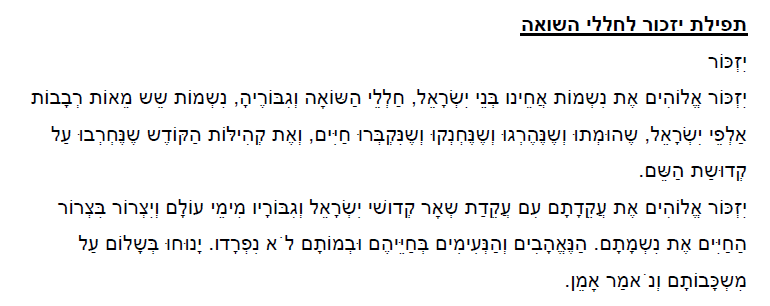 תפילת יזכור לחללי השואה
יִזְכּוֹר
יִזְכּוֹר אֱלוֹהִים אֶת נִשְׁמוֹת אֲחֵינוּ בְּנֵי יִשְׂרָאֵל, חַלְלֵי הַשּׁוֹאָה וְגִבּוֹרֶיהָ, נִשְׁמוֹת שֵׁשׁ מֵאוֹת רְבָבוֹת
אַלְפֵי יִשְׂרָאֵל, שֶׁהוּמְתוּ וְשֶׁנֶּהֶרְגוּ וְשֶׁנֶּחְנְקוּ וְשֶׁנִּקְבְּרוּ חַיִּים, וְאֶת קְהִילּוֹת הַקּוֹדֶשׁ שֶׁנֶּחְרְבוּ עַל
קְדוּשַׁת הַשֵּׁם.
יִזְכּוֹר אֱלוֹהִים אֶת עֲקֵדָתָם עִם עֲקֵדַת שְׁאָר קְדוֹשֵׁי יִשְׂרָאֵל וְגִבּוֹרָיו מִימֵי עוֹלָם וְיִצְרוֹר בִּצְרוֹר
הַחַיִּים אֶת נִשְׁמָתָם. הַנֶּאֱהָבִים וְהַנְּעִימִים בְּחַיֵּיהֶם וּבְמוֹתָם לֹא נִפְרָדוּ. יָנוּחוּ בְּשָׁלוֹם עַל
מִשְׁכָּבוֹתָם וְנֹאמַר אָמֵן.